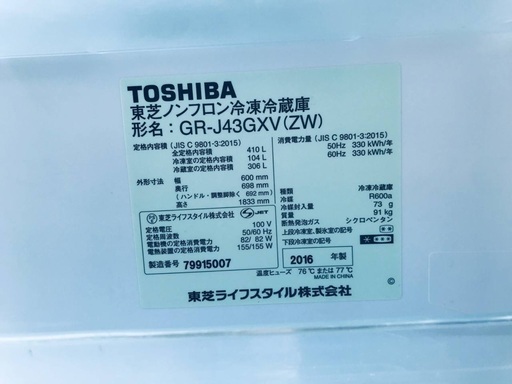 TOSHIBA
東芝ノンフロン冷凍冷蔵庫
形名：GR-J43GXV(ZW)
定格内容積 (JIS C 9801-3:2015)
全定格内容積 410 L
冷凍室の定格内容積 104 L
冷蔵室の定格内容積 306 L
外形寸法 幅 600 mm
奥行 698 mm
(ハンドル・調整脚除く 692 mm)
高さ 1833 mm
東芝ライフスタイル株式会社 JET
定格電圧 100 V
定格周波数 50/60 Hz
電動機の定格消費電力 82/ 82 W
電熱装置の定格消費電力 155/155 W
製造番号 79915007
消費電力量 (JIS C 9801-3:2015)
50Hz 330 kWh/年
60Hz 330 kWh/年
種類 冷凍冷蔵庫
冷媒 R600a
冷媒封入量 73 g
質量 91 kg
断熱発泡ガス シクロペンタン
上段冷凍室、製氷室の記号
下段冷凍室の記号
2016 年製
温度ヒューズ 76℃ または 77℃
東芝ライフスタイル株式会社